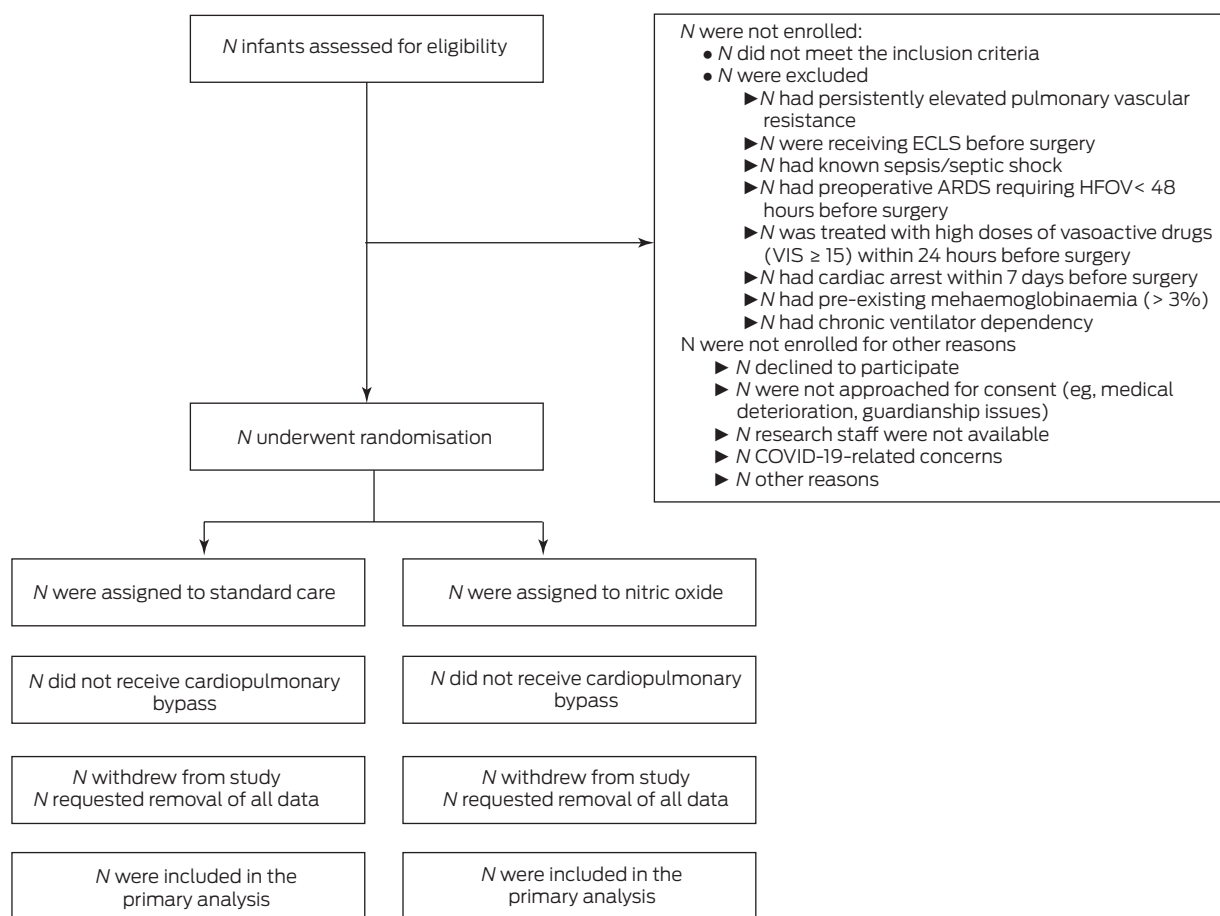 N infants assessed for eligibility
N were not enrolled:
● N did not meet the inclusion criteria
● N were excluded
►N had persistently elevated pulmonary vascular
resistance
►N were receiving ECLS before surgery
►N had known sepsis/septic shock
►N had preoperative ARDS requiring HFOV< 48
hours before surgery
►N was treated with high doses of vasoactive drugs
(VIS ≥ 15) within 24 hours before surgery
►N had cardiac arrest within 7 days before surgery
►N had pre-existing mehaemoglobinaemia (> 3%)
►N had chronic ventilator dependency
N were not enrolled for other reasons
► N declined to participate
► N were not approached for consent (eg, medical
deterioration, guardianship issues)
► N research staff were not available
► N COVID-19-related concerns
► N other reasons
N underwent randomisation
N were assigned to standard care
N were assigned to nitric oxide
N did not receive cardiopulmonary
bypass
N did not receive cardiopulmonary
bypass
N withdrew from study
N requested removal of all data
N withdrew from study
N requested removal of all data
N were included in the
primary analysis
N were included in the
primary analysis